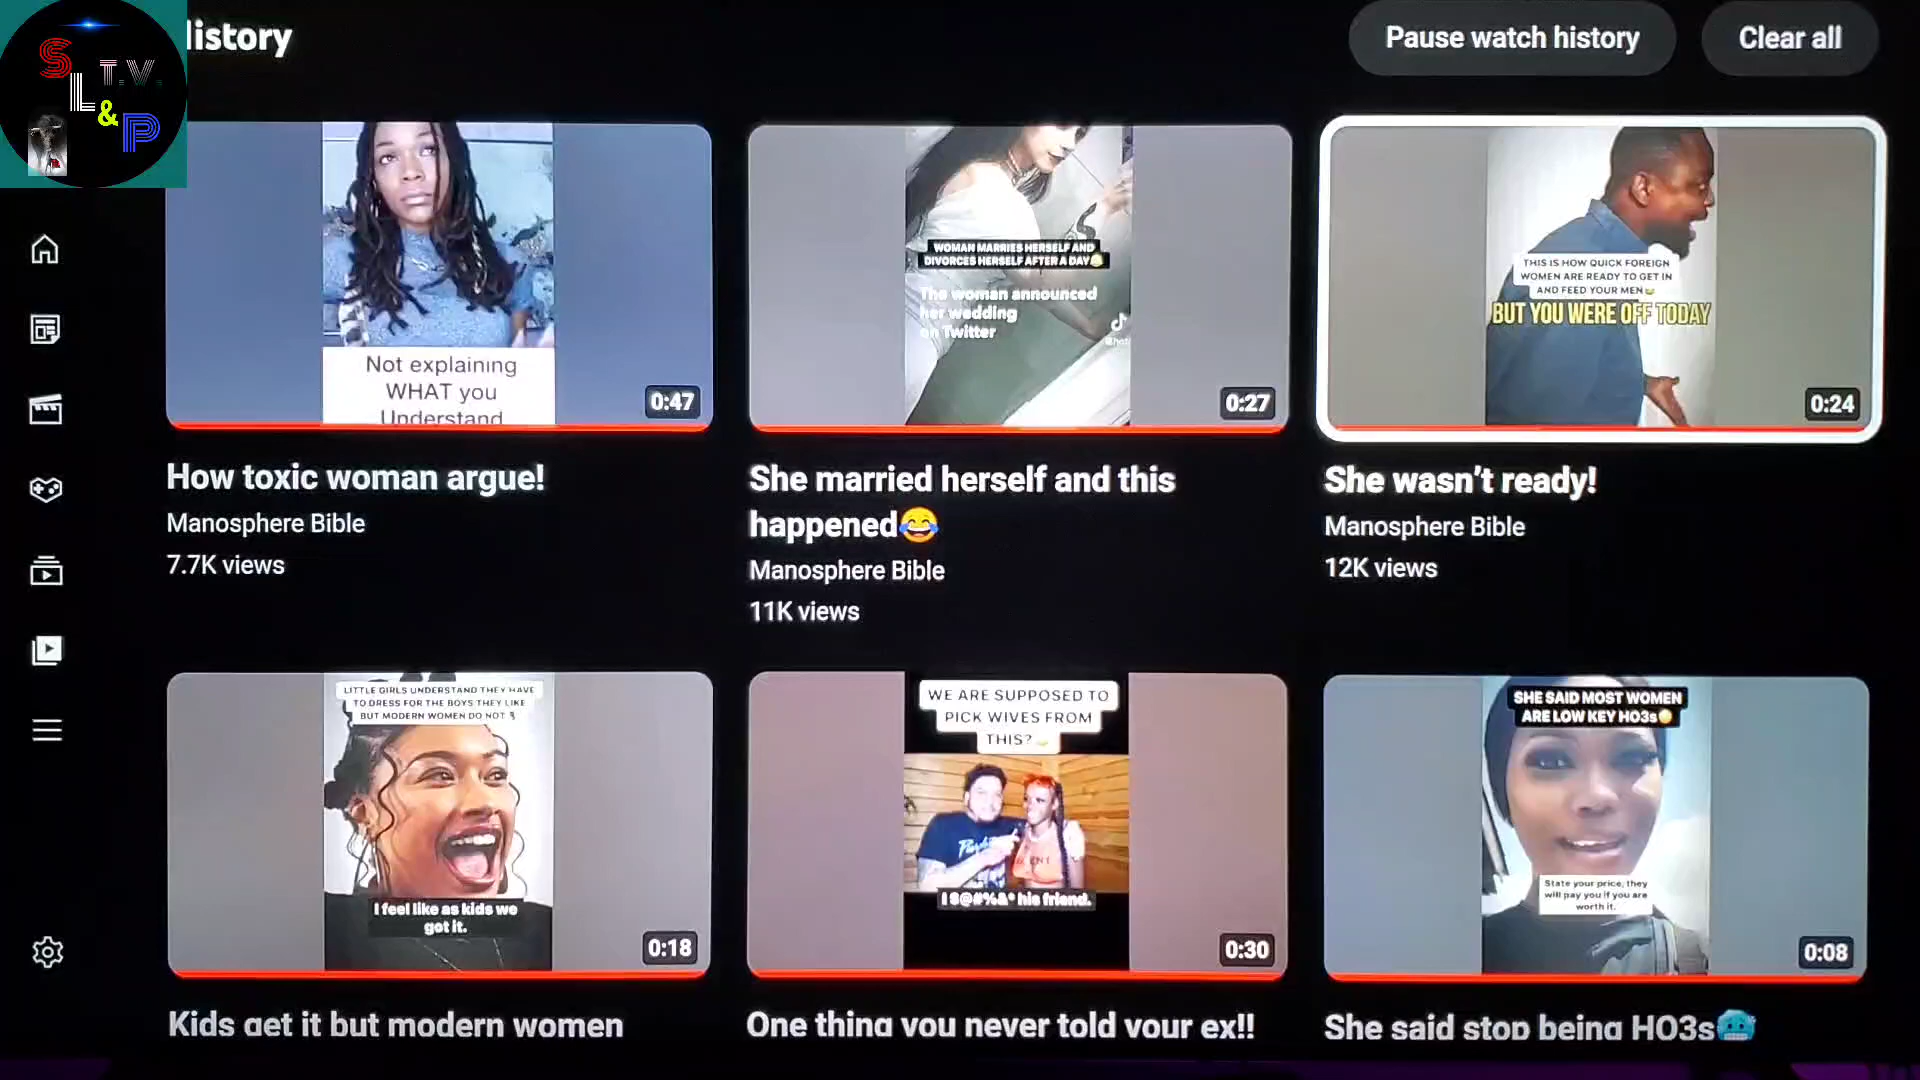 History
Pause watch history
Clear all
S
L T.V.
&
P
Not explaining
WHAT you
Understand
0:47
WOMAN MARRIES HERSELF AND
DIVORCES HERSELF AFTER A DAY😂
The woman announced
her wedding
on Twitter
0:27
THIS IS HOW QUICK FOREIGN
WOMEN ARE READY TO GET IN
AND FEED YOUR MEN😂
BUT YOU WERE OFF TODAY
0:24
How toxic woman argue!
Manosphere Bible
7.7K views
She married herself and this
happened😂
Manosphere Bible
11K views
She wasn’t ready!
Manosphere Bible
12K views
LITTLE GIRLS UNDERSTAND THEY HAVE
TO DRESS FOR THE BOYS THEY LIKE
BUT MODERN WOMEN DO NOT
I feel like as kids we
got it.
0:18
WE ARE SUPPOSED TO
PICK WIVES FROM
THIS?
I $@#%&* his friend.
0:30
SHE SAID MOST WOMEN
ARE LOW KEY HO3s
State your price, they
will pay you if you are
worth it.
0:08
Kids get it but modern women
One thing you never told your ex!!
She said stop being HO3s🥶